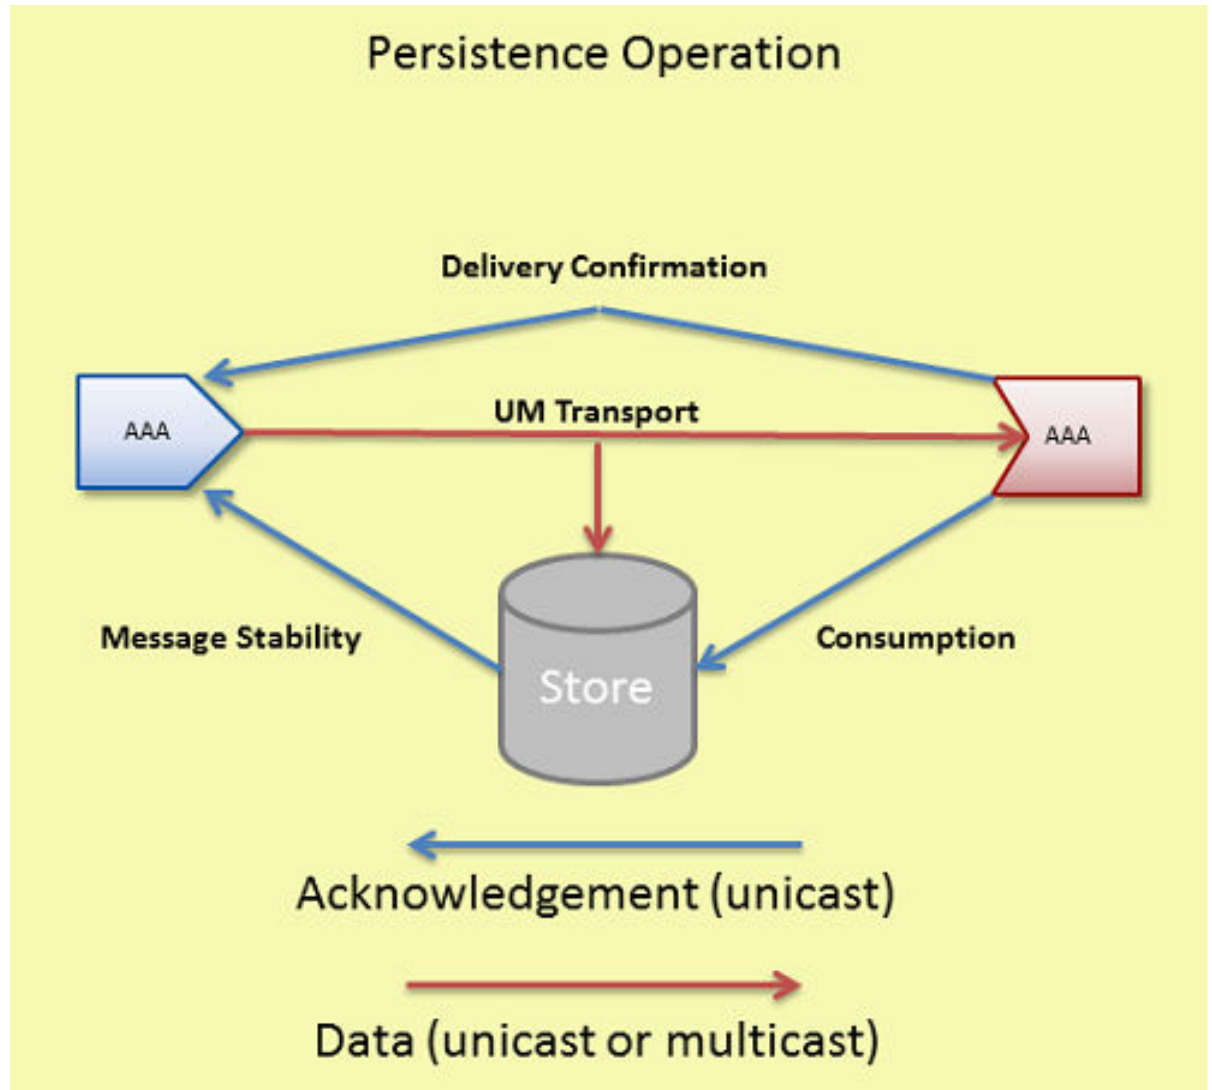 Persistence Operation
Delivery Confirmation
UM Transport
AAA
AAA
Message Stability
Consumption
Store
Acknowledgement (unicast)
Data (unicast or multicast)